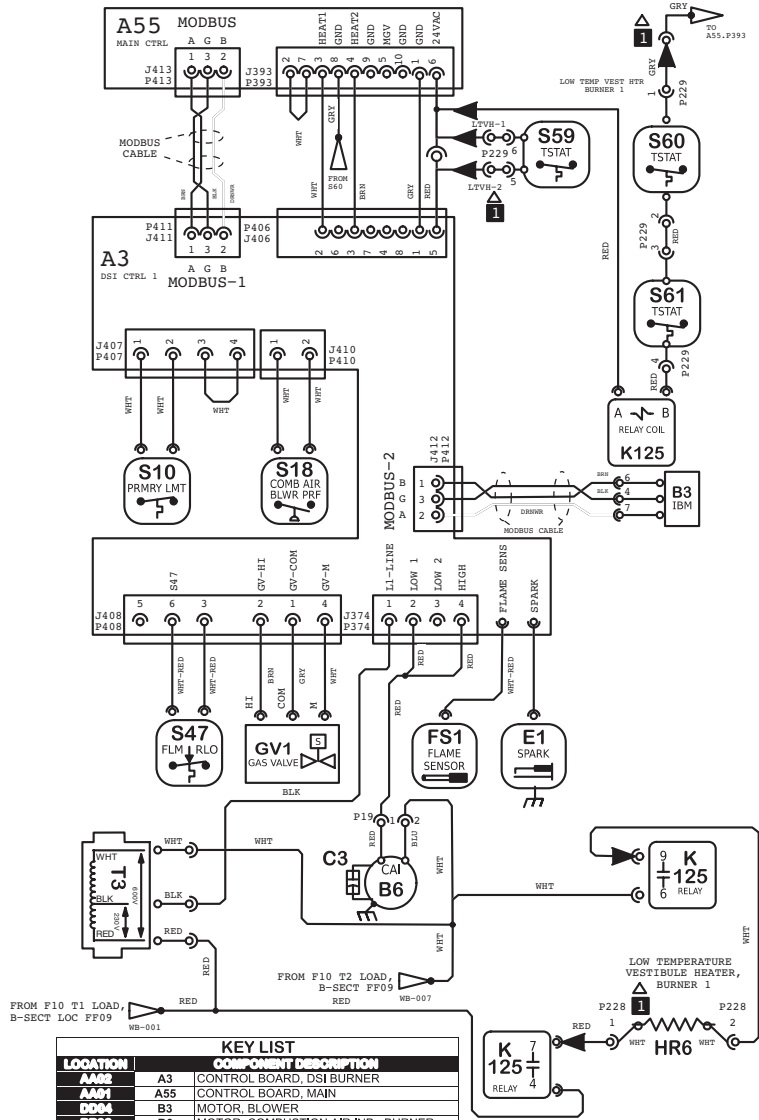 A55
MAIN CTRL
MODBUS
A G B
1 3 2
J413
P413
HEAT1
GND
HEAT2
GND
MGV
GND
GND
24VAC
2 7 3 8 4 9 5 10 1 6
J393
P393
WHT
GRY
FROM
S60
WHT
BRN
GRY
RED
MODBUS
CABLE
BRN
BLK
DRNWR
LTVH-1
P229 6
LTVH-2
5
1
S59
TSTAT
GRY
TO
A55.P393
1
GRY
LOW TEMP VEST HTR
BURNER 1
1
P229
S60
TSTAT
P229
2
3
RED
S61
TSTAT
4
P229
RED
RED
A B
RELAY COIL
K125
P411
J411
1 3 2
A G B
MODBUS-1
P406
J406
2 6 3 7 4 8 1 5
A3
DSI CTRL 1
J407
P407
1 2 3 4
WHT
WHT
WHT
J410
P410
1 2
WHT
WHT
S10
PRMRY LMT
S18
COMB AIR
BLWR PRF
MODBUS-2
J412
P412
B 1
G 3
A 2
MODBUS CABLE
BRN 6
BLK 4
DRNWR 7
B3
IBM
S47
GV-HI
GV-COM
GV-M
L1-LINE
LOW 1
LOW 2
HIGH
FLAME SENS
SPARK
J408
P408
5 6 3 2 1 4
J374
P374
1 2 3 4
WHT-RED
WHT-RED
BRN
GRY
WHT
HI
COM
M
RED
RED
RED
WHT-RED
S47
FLM RLO
GV1
GAS VALVE
S
FS1
FLAME
SENSOR
E1
SPARK
BLK
P19 1 2
RED
BLU
C3
CAI
B6
WHT
WHT
WHT
WHT
T3
WHT
BLK
RED
600V
230V
WHT
BLK
RED
RED
FROM F10 T2 LOAD,
B-SECT FF09
WB-007
FROM F10 T1 LOAD,
B-SECT LOC FF09
WB-001
RED
RED
9
6
K
125
RELAY
WHT
LOW TEMPERATURE
VESTIBULE HEATER,
BURNER 1
P228
1
P228
1
2
RED
WHT
WHT
HR6
K
125
7
4
RELAY
KEY LIST
LOCATION COMPONENT DESCRIPTION
AA02 A3 CONTROL BOARD, DSI BURNER
AA01 A55 CONTROL BOARD, MAIN
DD04 B3 MOTOR, BLOWER